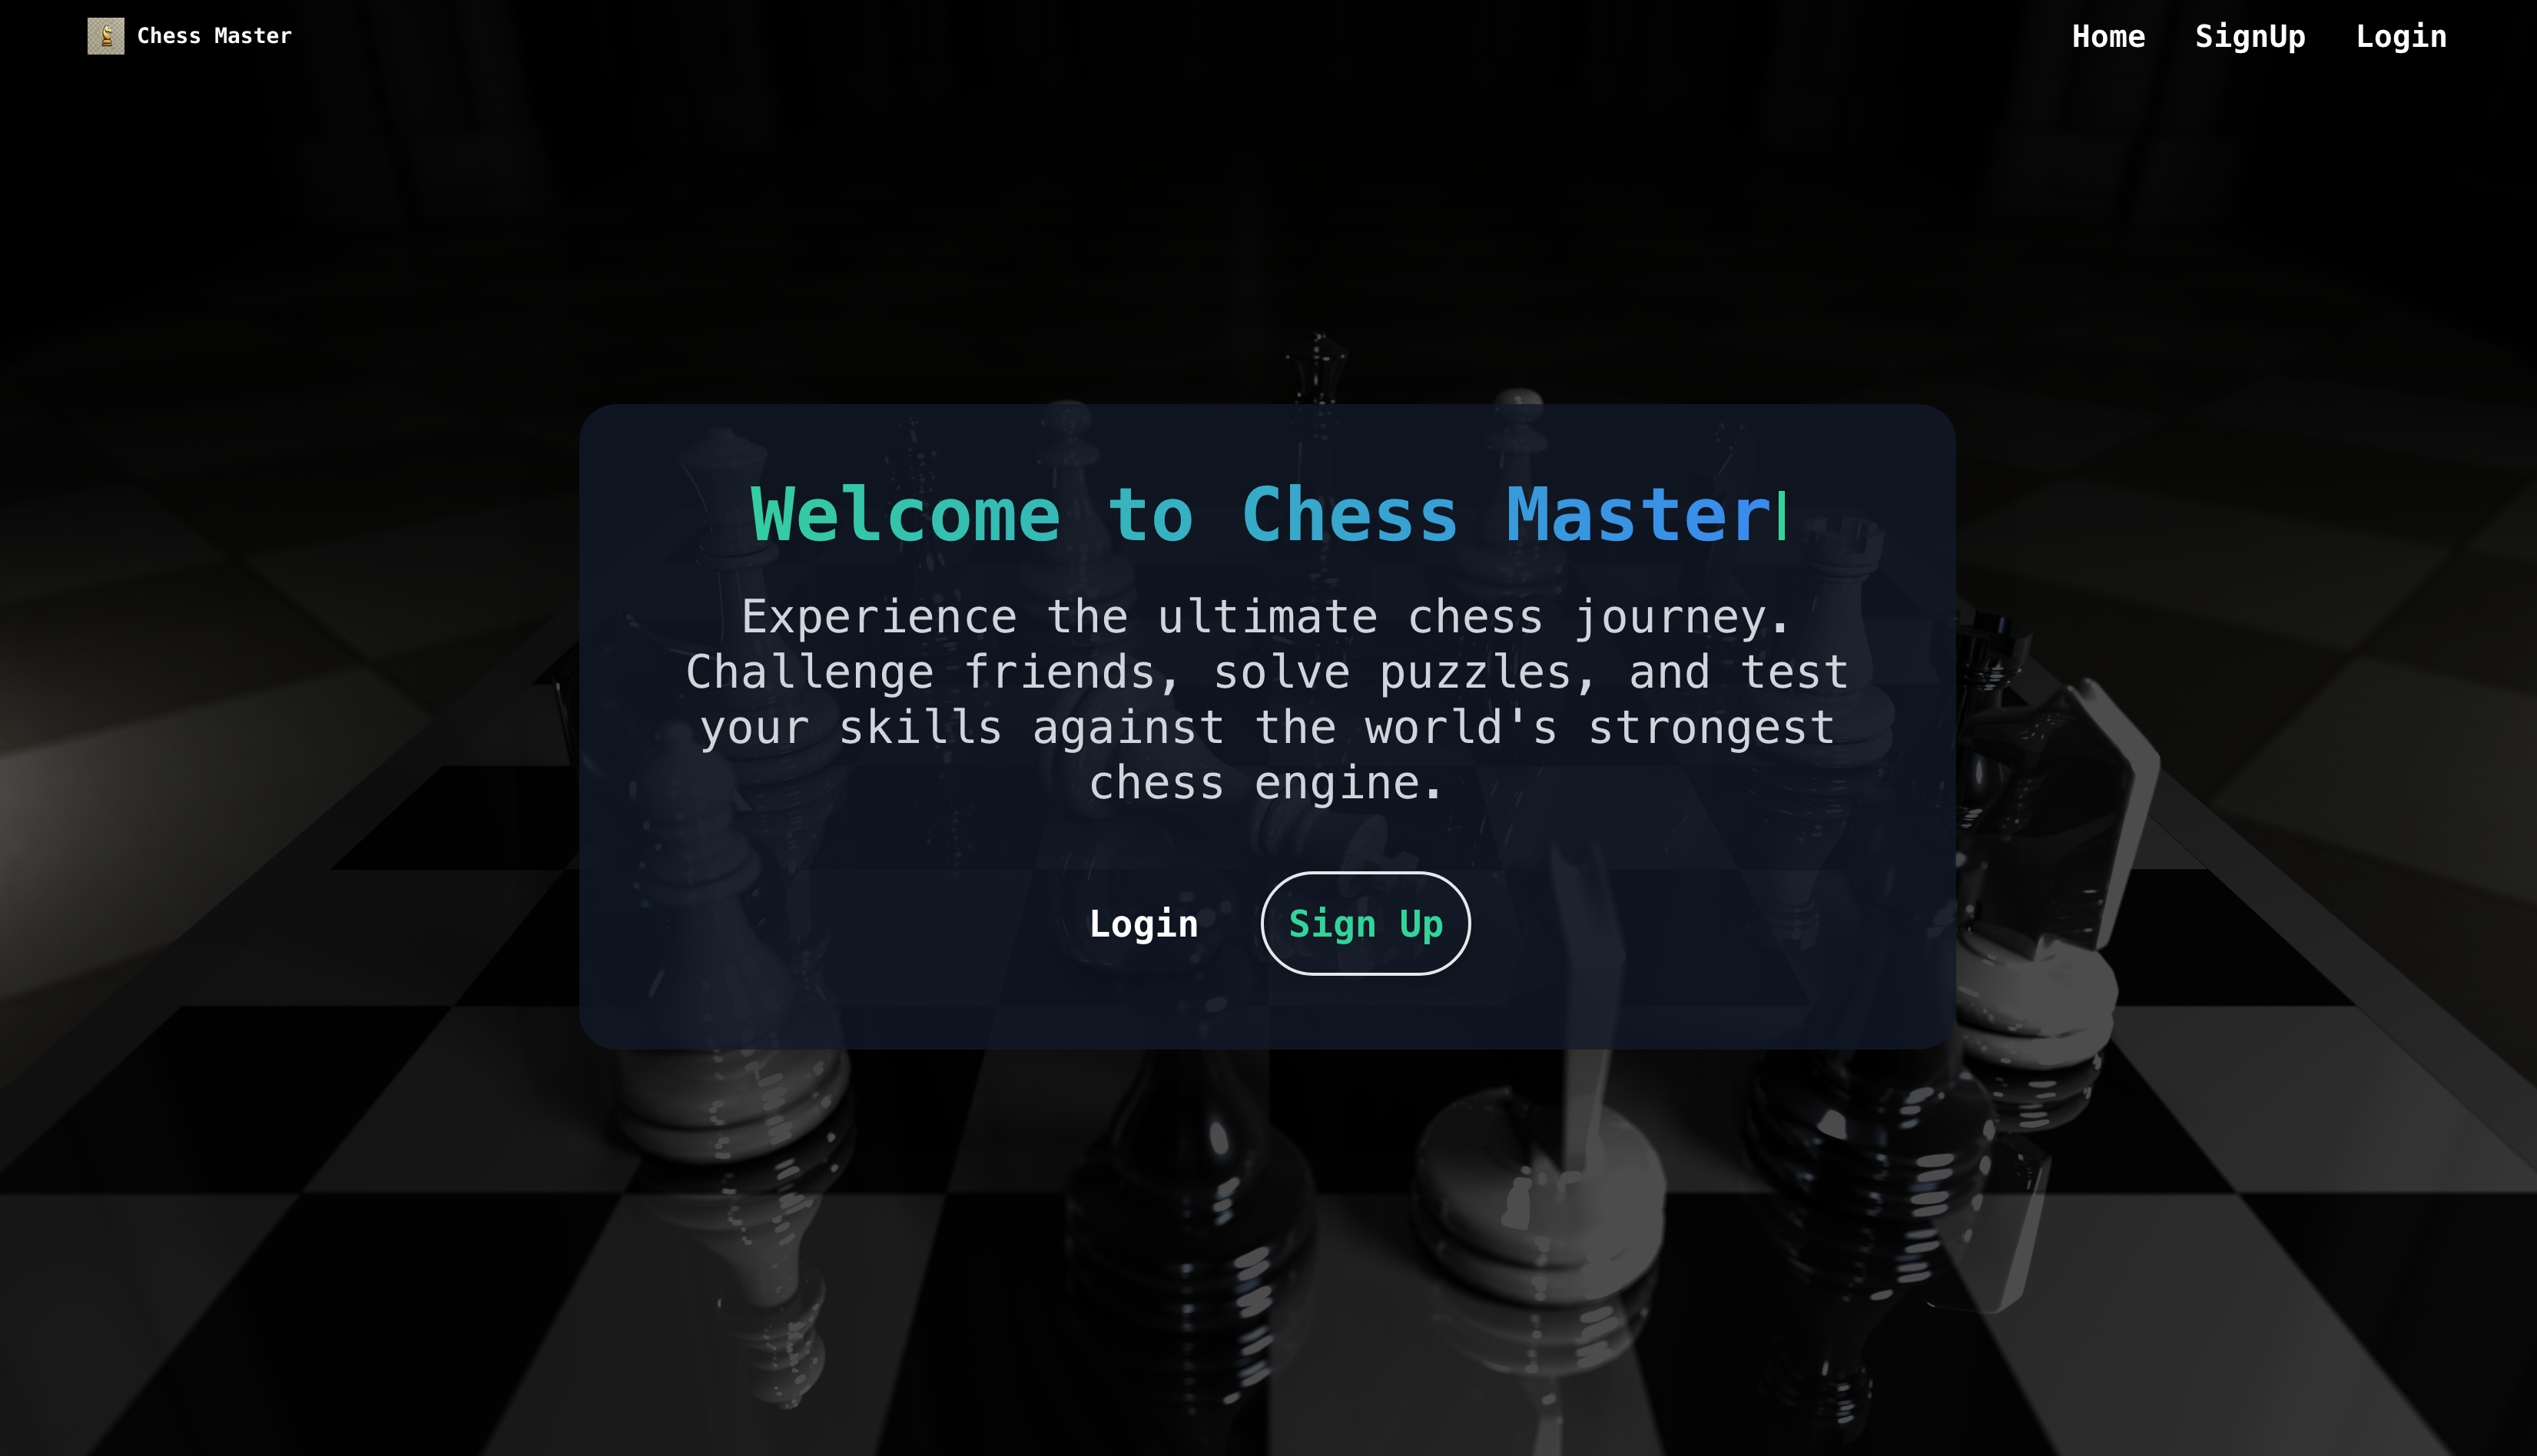 Chess Master
Home SignUp Login
Welcome to Chess Master
Experience the ultimate chess journey.
Challenge friends, solve puzzles, and test
your skills against the world's strongest
chess engine.
Login Sign Up